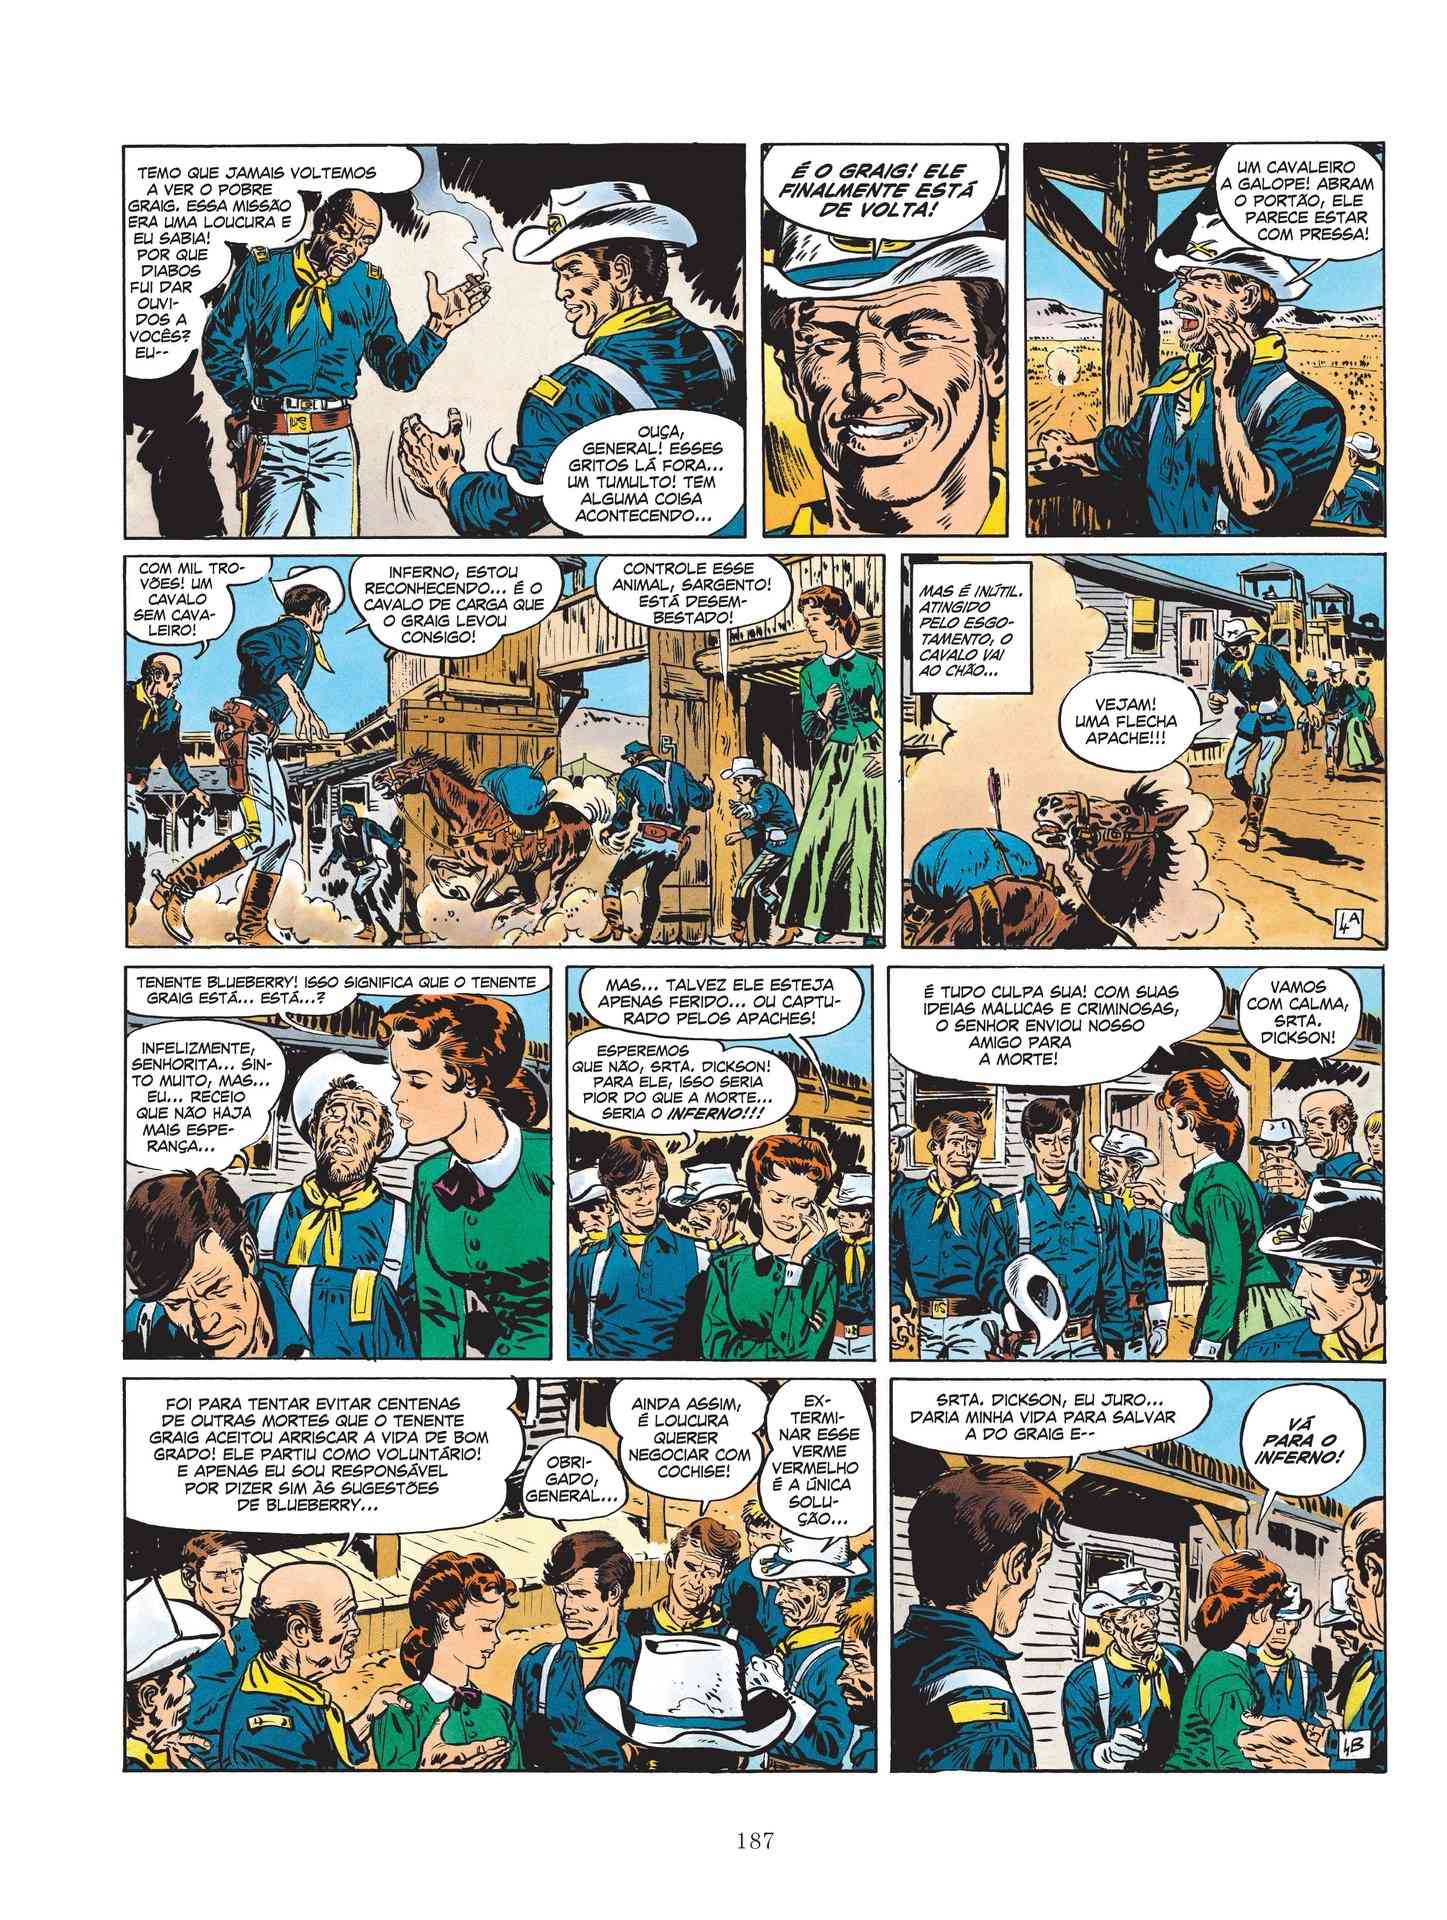 TEMO QUE JAMAIS VOLTEMOS
A VER O POBRE
GRAIG. ESSA MISSÃO
ERA UMA LOUCURA E
EU SABIA!
POR QUE
DIABOS
FUI DAR
OUVI-
DOS A
VOCÊS?
EU--
OUÇA,
GENERAL! ESSES
GRITOS LÁ FORA...
UM TUMULTO! TEM
ALGUMA COISA
ACONTECENDO...
É O GRAIG! ELE
FINALMENTE ESTÁ
DE VOLTA!
UM CAVALEIRO
A GALOPE! ABRAM
O PORTÃO, ELE
PARECE ESTAR
COM PRESSA!
COM MIL TRO-
VÕES! UM
CAVALO
SEM CAVA-
LEIRO!
INFERNO, ESTOU
RECONHECENDO... É O
CAVALO DE CARGA QUE
O GRAIG LEVOU
CONSIGO!
CONTROLE ESSE
ANIMAL, SARGENTO!
ESTÁ DESEM-
BESTADO!
MAS É INÚTIL.
ATINGIDO
PELO ESGO-
TAMENTO, O
CAVALO VAI
AO CHÃO...
VEJAM!
UMA FLECHA
APACHE!!!
4A
TENENTE BLUEBERRY! ISSO SIGNIFICA QUE O TENENTE
GRAIG ESTÁ... ESTÁ...?
INFELIZMENTE,
SENHORITA... SIN-
TO MUITO, MAS...
EU... RECEIO
QUE NÃO HAJA
MAIS ESPE-
RANÇA...
MAS... TALVEZ ELE ESTEJA
APENAS FERIDO... OU CAPTU-
RADO PELOS APACHES!
ESPEREMOS
QUE NÃO, SRTA. DICKSON!
PARA ELE, ISSO SERIA
PIOR DO QUE A MORTE...
SERIA O INFERNO!!!
É TUDO CULPA SUA! COM SUAS
IDEIAS MALUCAS E CRIMINOSAS,
O SENHOR ENVIOU NOSSO
AMIGO PARA
A MORTE!
VAMOS
COM CALMA,
SRTA.
DICKSON!
FOI PARA TENTAR EVITAR CENTENAS
DE OUTRAS MORTES QUE O TENENTE
GRAIG ACEITOU ARRISCAR A VIDA DE BOM
GRADO! ELE PARTIU COMO VOLUNTÁRIO!
E APENAS EU SOU RESPONSÁVEL
POR DIZER SIM ÀS SUGESTÕES
DE BLUEBERRY...
OBRI-
GADO,
GENERAL...
AINDA ASSIM,
É LOUCURA
QUERER
NEGOCIAR COM
COCHISE!
EX-
TERMI-
NAR ESSE
VERME
VERMELHO
É A ÚNICA
SOLU-
ÇÃO...
SRTA. DICKSON, EU JURO...
DARIA MINHA VIDA PARA SALVAR
A DO GRAIG E--
VÁ
PARA O
INFERNO!
4B
187